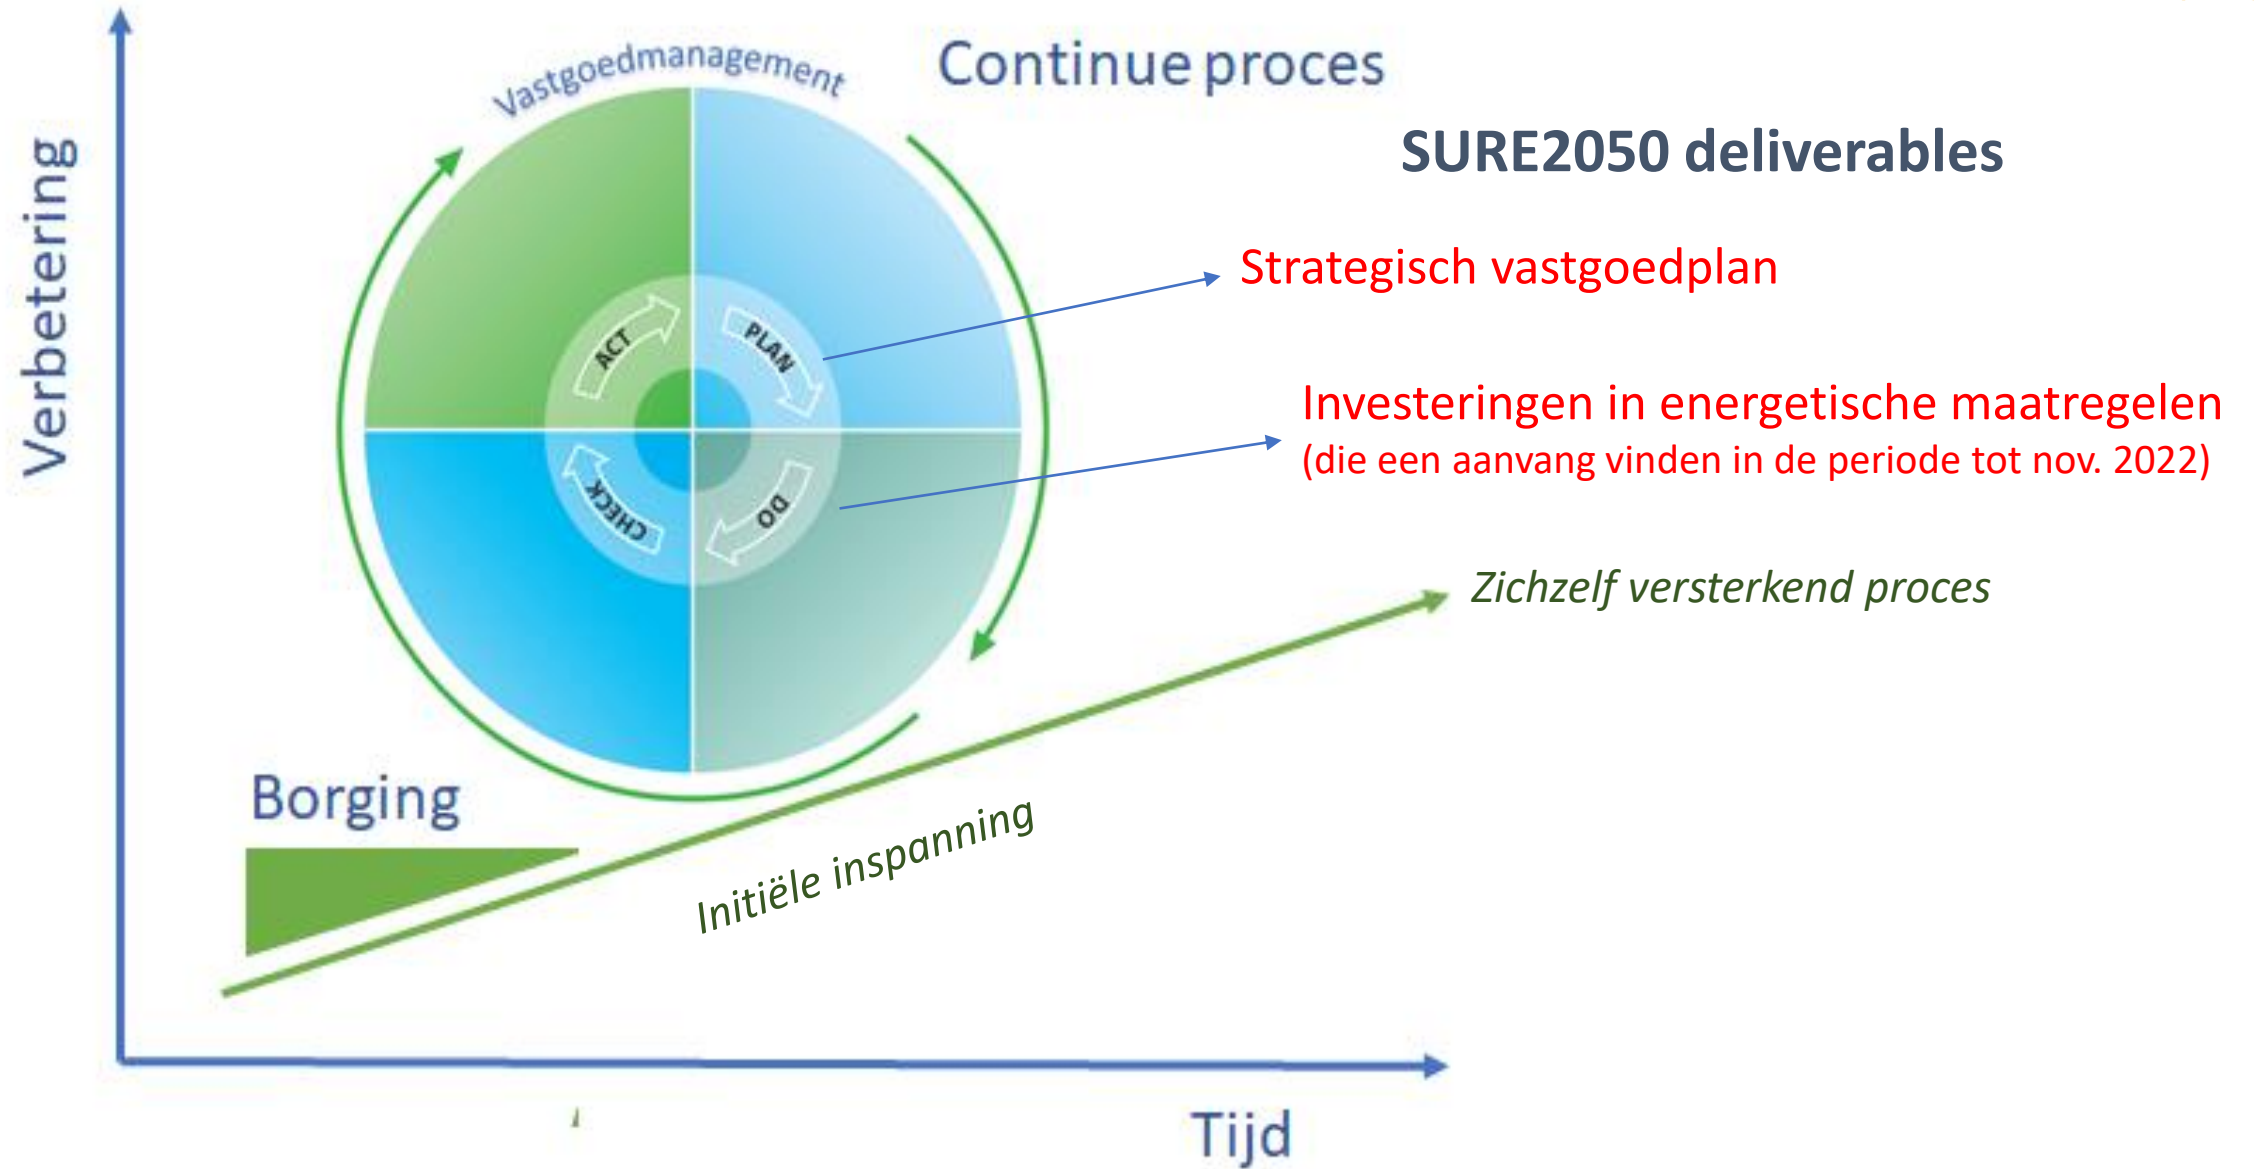 Vastgoedmanagement
Continue proces
SURE2050 deliverables
Verbetering
Strategisch vastgoedplan
ACT
PLAN
Investeringen in energetische maatregelen
(die een aanvang vinden in de periode tot nov. 2022)
CHECK
DO
Zichzelf versterkend proces
Borging
Initiële inspanning
Tijd